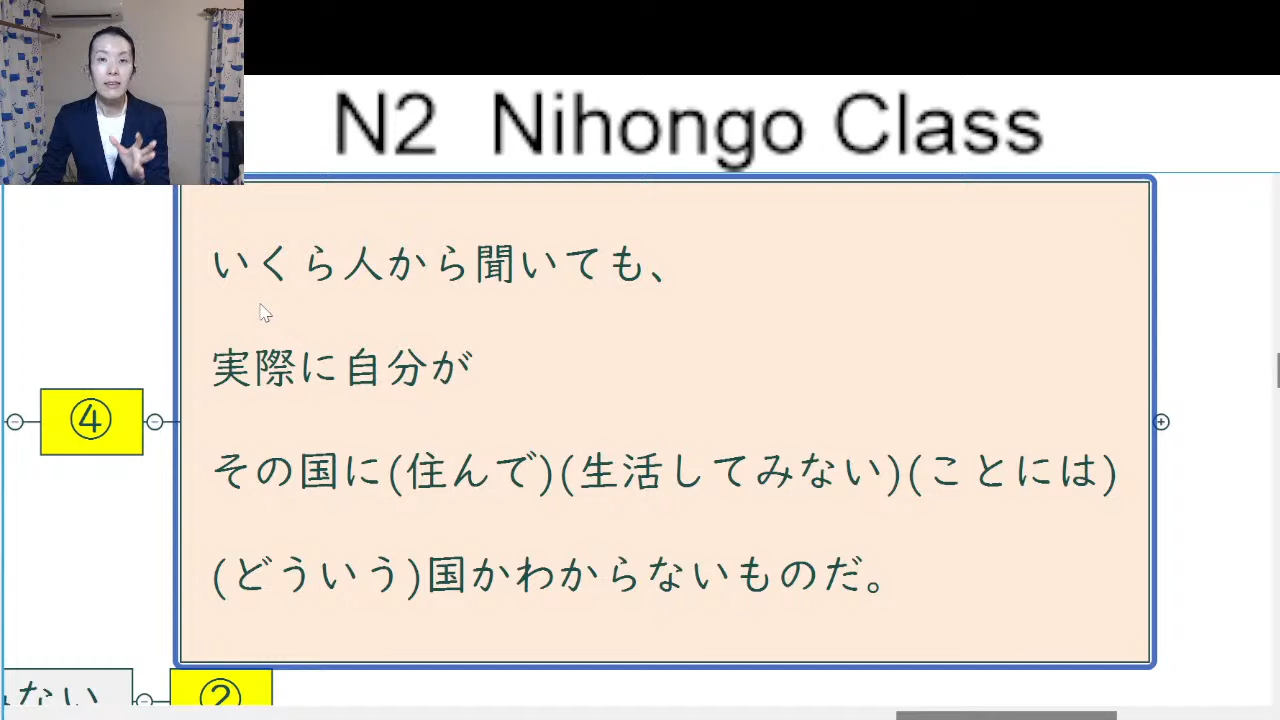 N2 Nihongo Class
いくら人から聞いても、
実際に自分が
④
その国に(住んで)(生活してみない)(ことには)
(どういう)国かわからないものだ。
ない
②